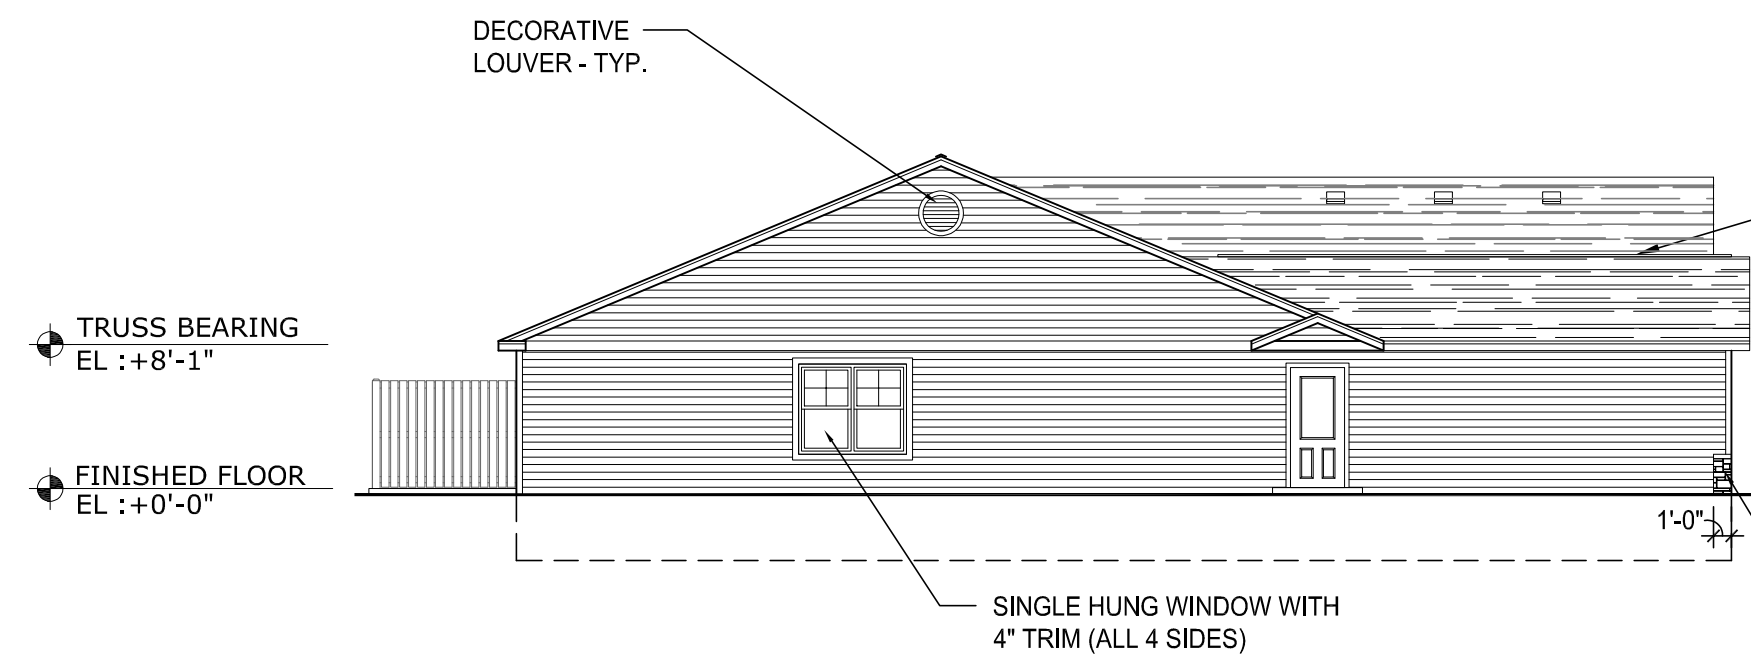 DECORATIVE
LOUVER - TYP.
TRUSS BEARING
EL :+8'-1"
FINISHED FLOOR
EL :+0'-0"
1'-0"
SINGLE HUNG WINDOW WITH
4" TRIM (ALL 4 SIDES)